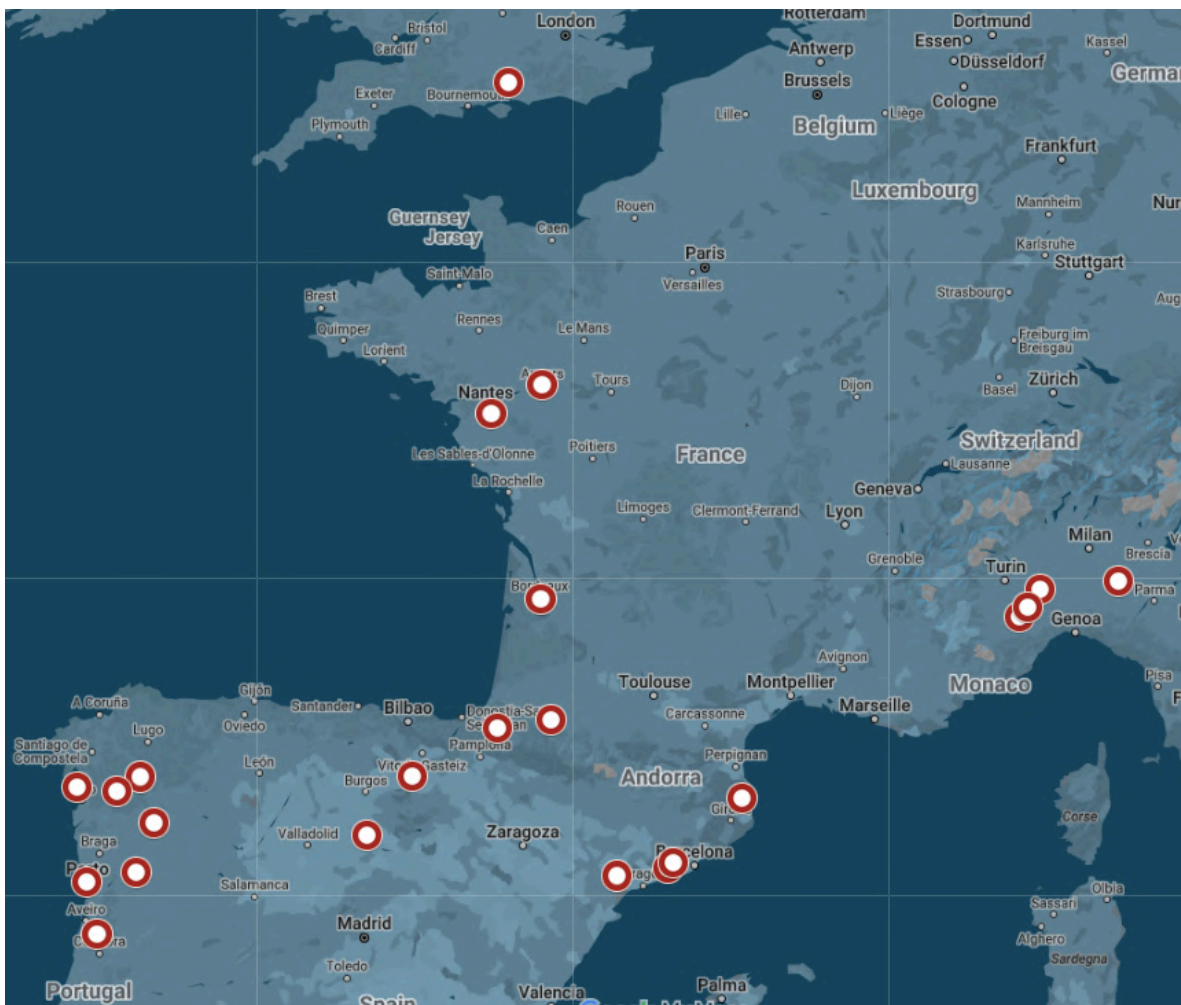 London
Rotterdam
Dortmund
Bristol
Essen
Kassel
Cardiff
Antwerp
Düsseldorf
Brussels
Germa
Exeter
Bournemou
Cologne
Lille
Liège
Plymouth
Belgium
Frankfurt
Luxembourg
Mannheim
Nur
Rouen
Guernsey
Jersey
Caen
Karlsruhe
Paris
Stuttgart
Saint-Malo
Versailles
Strasbourg
Aug
Brest
Quimper
Rennes
Le Mans
Freiburg im
Breisgau
Lorient
Tours
Dijon
Basel
Zürich
Nantes
Switzerland
Poitiers
France
Les Sables-d'Olonne
Lausanne
La Rochelle
Geneva
Limoges
Clermont-Ferrand
Lyon
Milan
Grenoble
Brescia
Turin
Parma
Genoa
Avignon
Pisa
Toulouse
Montpellier
Monaco
Gijón
A Coruña
Santander
Bilbao
Marseille
Carcassonne
Lugo
Oviedo
Pamplona
Santiago de
Compostela
León
Perpignan
Burgos
Andorra
Corse
Valladolid
Zaragoza
Braga
Salamanca
Olbia
Aveiro
Sassari
Madrid
Alghero
Sardegna
Toledo
Palma
Portugal
Spain
Valencia